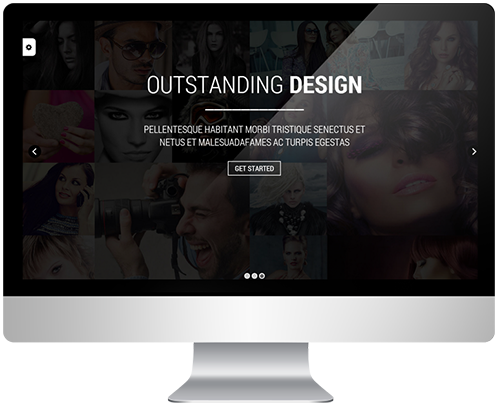 OUTSTANDING DESIGN
PELLENTESQUE HABITANT MORBI TRISTIQUE SENECTUS ET
NETUS ET MALESUADAFAMES AC TURPIS EGESTAS
GET STARTED